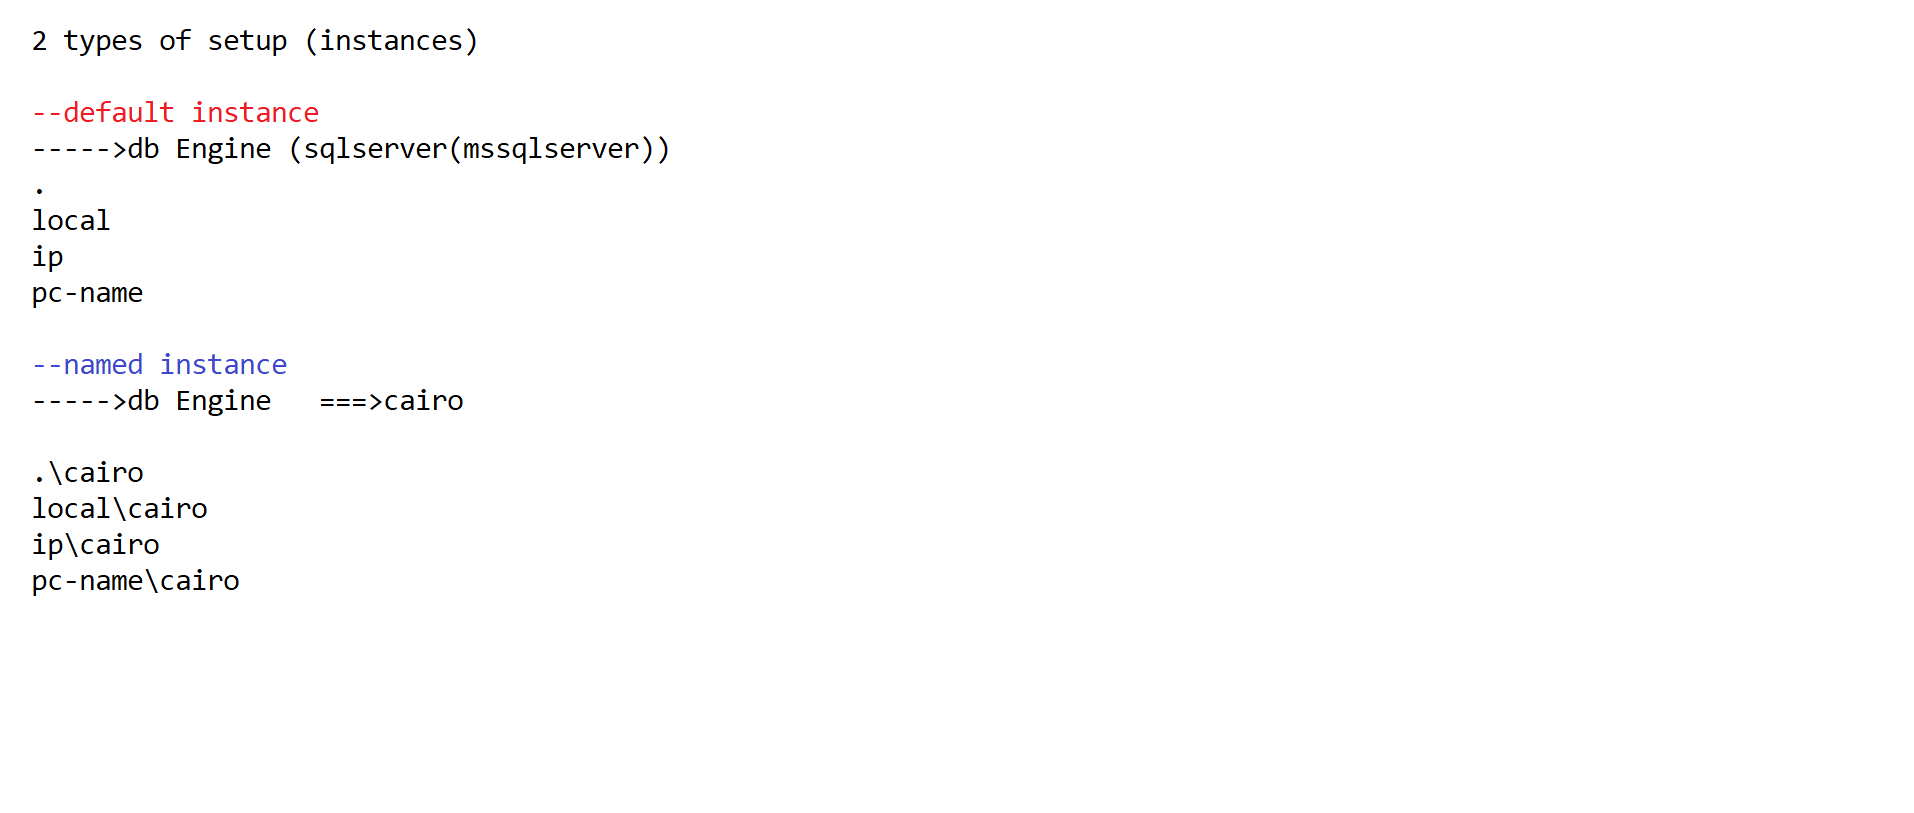 2 types of setup (instances)
--default instance
----->db Engine (sqlserver(mssqlserver))
.
local
ip
pc-name
--named instance
----->db Engine   ===>cairo
.\cairo
local\cairo
ip\cairo
pc-name\cairo